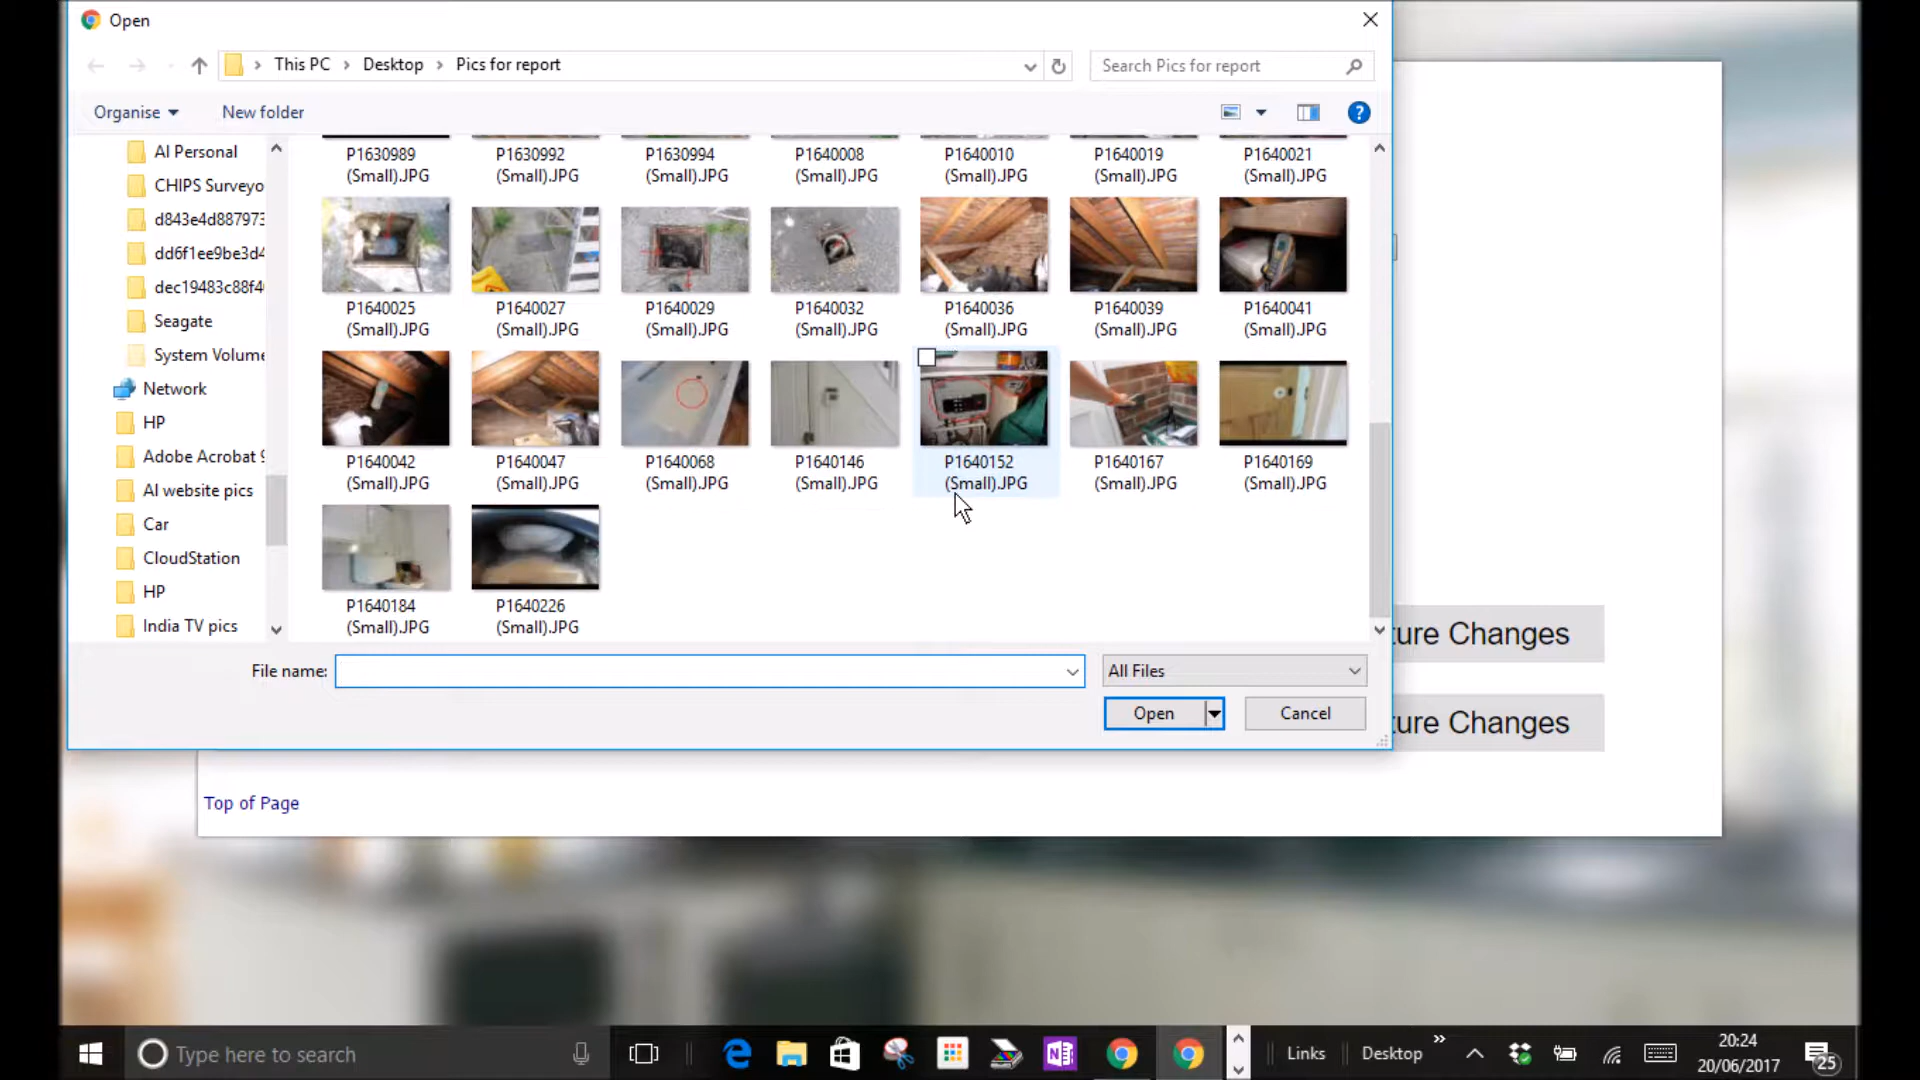 Open
This PC > Desktop > Pics for report
Search Pics for report
Organise
New folder
AI Personal
CHIPS Surveyo
d843e4d887973
dd6f1ee9be3d4
dec19483c88f4
Seagate
System Volume
Network
HP
Adobe Acrobat 9
AI website pics
Car
CloudStation
HP
India TV pics
P1630989 (Small).JPG
P1630992 (Small).JPG
P1630994 (Small).JPG
P1640008 (Small).JPG
P1640010 (Small).JPG
P1640019 (Small).JPG
P1640021 (Small).JPG
P1640025 (Small).JPG
P1640027 (Small).JPG
P1640029 (Small).JPG
P1640032 (Small).JPG
P1640036 (Small).JPG
P1640039 (Small).JPG
P1640041 (Small).JPG
P1640042 (Small).JPG
P1640047 (Small).JPG
P1640068 (Small).JPG
P1640146 (Small).JPG
P1640152 (Small).JPG
P1640167 (Small).JPG
P1640169 (Small).JPG
P1640184 (Small).JPG
P1640226 (Small).JPG
File name:
All Files
Open
Cancel
ture Changes
ture Changes
Top of Page
Type here to search
Links
Desktop
20:24
20/06/2017
25